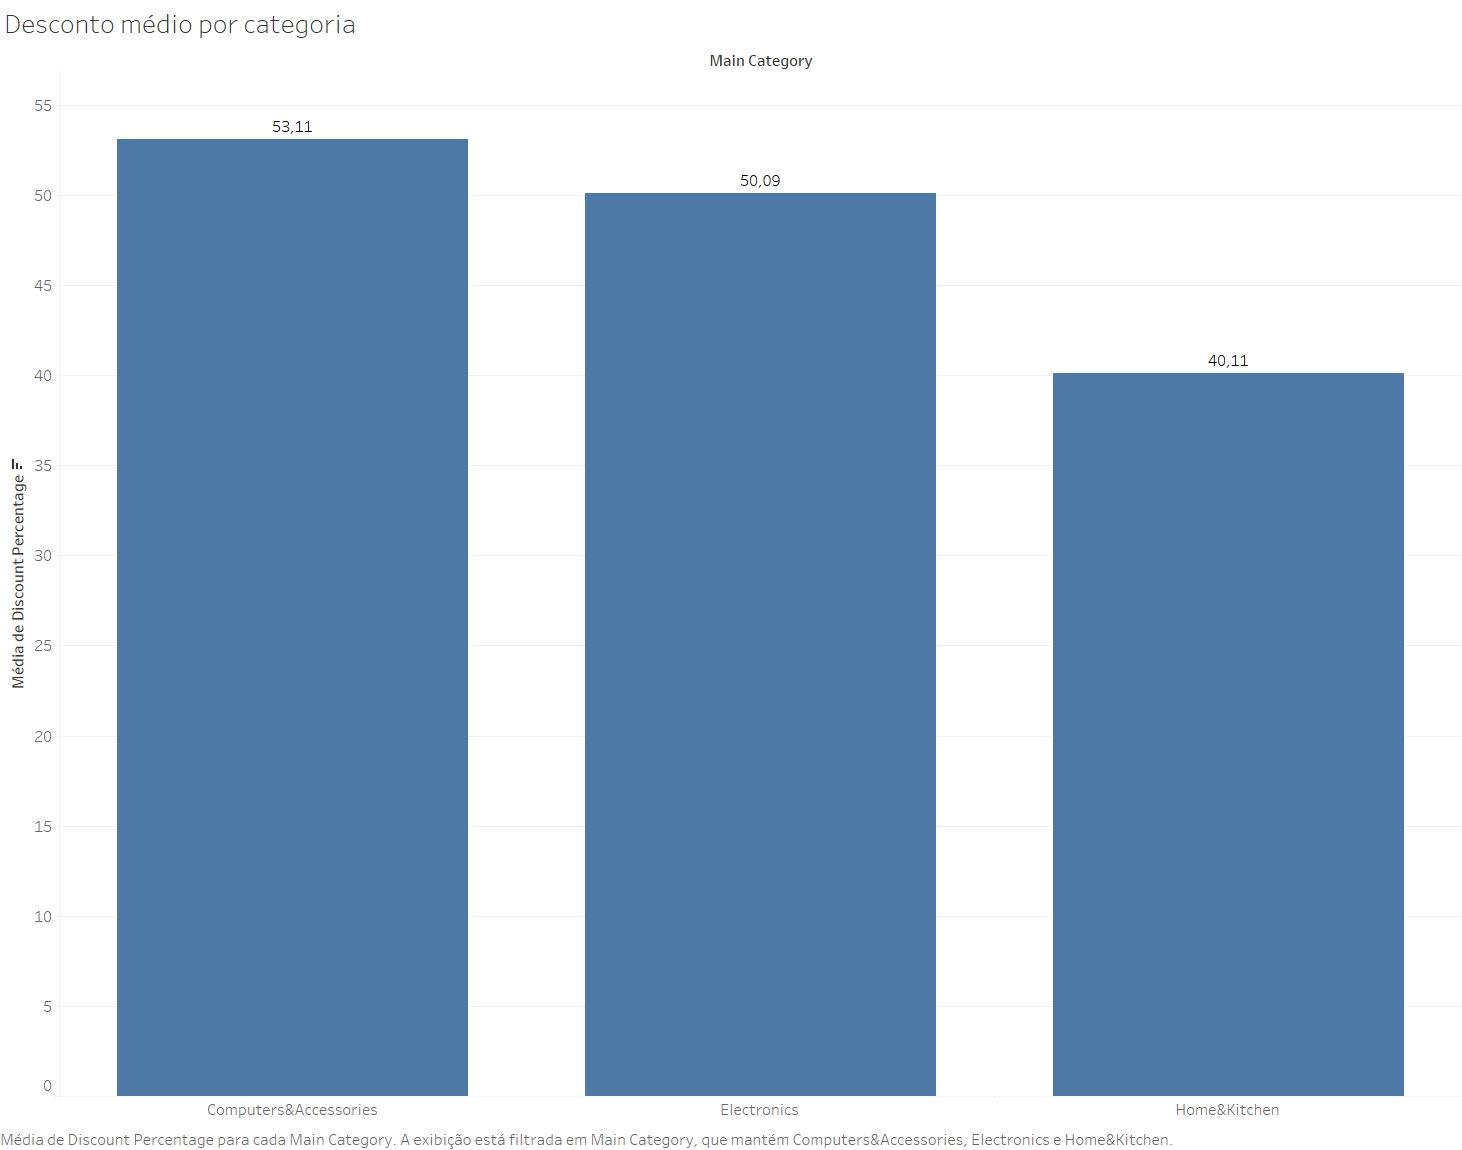 Desconto médio por categoria
Main Category
Média de Discount Percentage
55
50
45
40
35
30
25
20
15
10
5
0
53,11
50,09
40,11
Computers&Accessories
Electronics
Home&Kitchen
Média de Discount Percentage para cada Main Category. A exibição está filtrada em Main Category, que mantém Computers&Accessories, Electronics e Home&Kitchen.